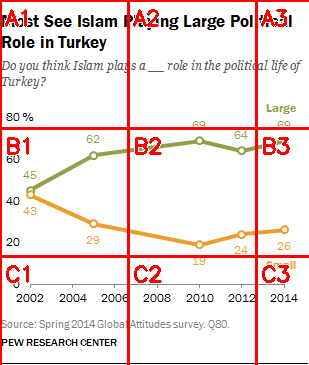 Most See Islam Playing Large Political
Role in Turkey
Do you think Islam plays a __ role in the political life of
Turkey?
A1 A2 A3
80 %
Large
69 64 69
B1 B2 B3
60
62
45
40
43
29
20
19 24 26
Small
C1 C2 C3
0
2002 2004 2006 2008 2010 2012 2014
Source: Spring 2014 Global Attitudes survey. Q80.
PEW RESEARCH CENTER